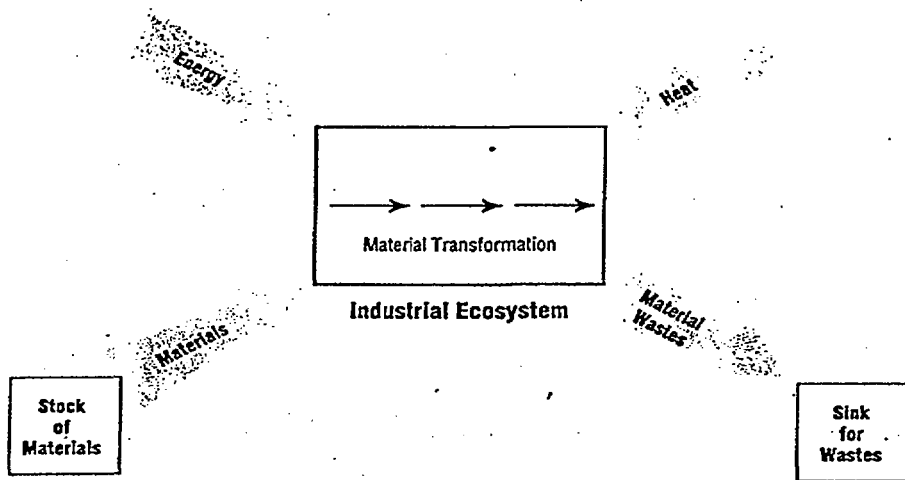 Energy
Heat
Material Transformation
Industrial Ecosystem
Materials
Material
Wastes
Stock
of
Materials
Sink
for
Wastes